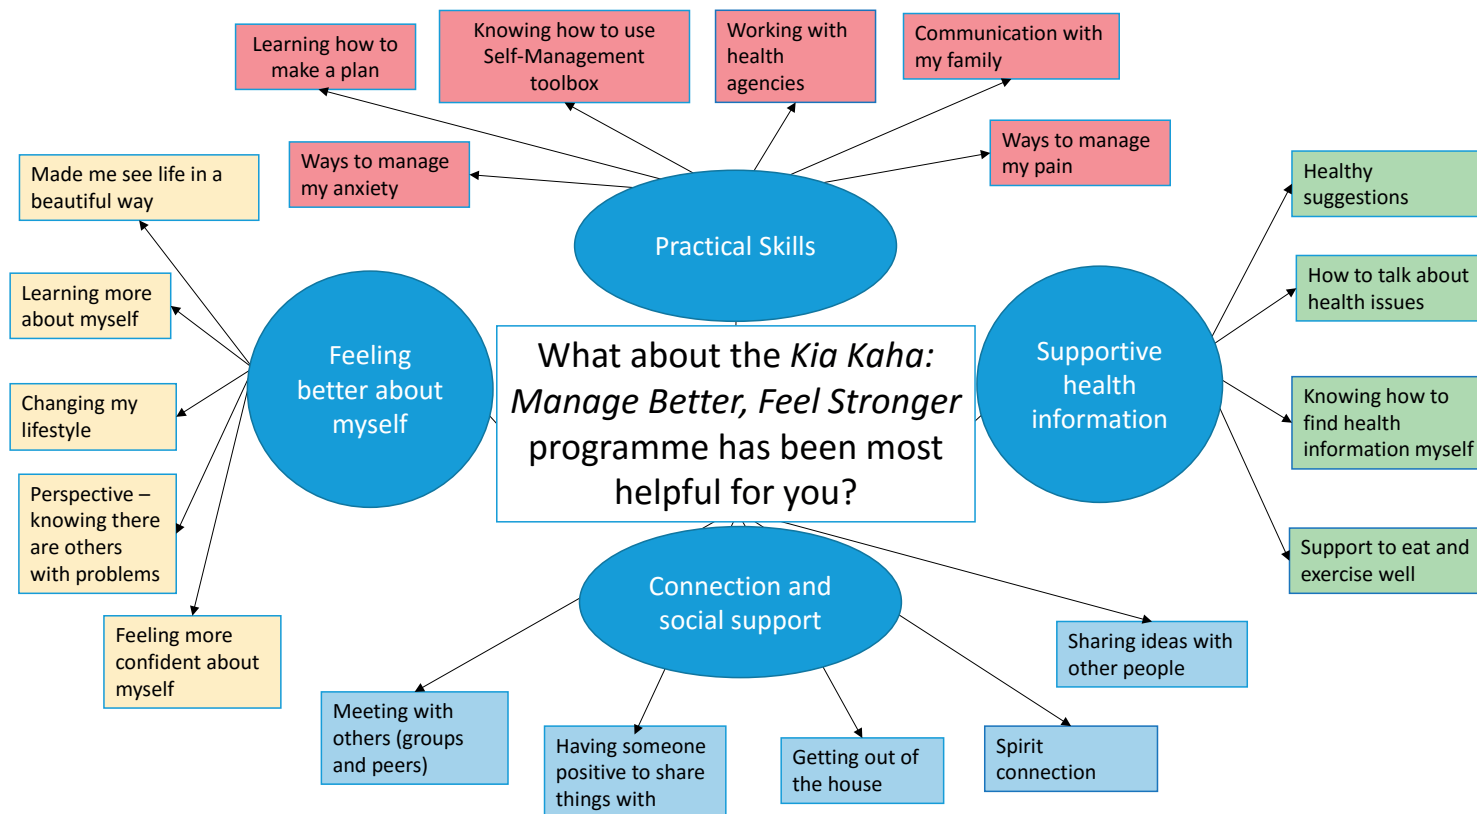 Learning how to
make a plan
Knowing how to use
Self-Management
toolbox
Working with
health
agencies
Communication with
my family
Ways to manage
my anxiety
Ways to manage
my pain
Practical Skills
Made me see life in a
beautiful way
Learning more
about myself
Changing my
lifestyle
Perspective –
knowing there
are others
with problems
Feeling more
confident about
myself
Feeling
better about
myself
What about the Kia Kaha:
Manage Better, Feel Stronger
programme has been most
helpful for you?
Supportive
health
information
Healthy
suggestions
How to talk about
health issues
Knowing how to
find health
information myself
Support to eat and
exercise well
Connection and
social support
Meeting with
others (groups
and peers)
Having someone
positive to share
things with
Getting out of
the house
Spirit
connection
Sharing ideas with
other people